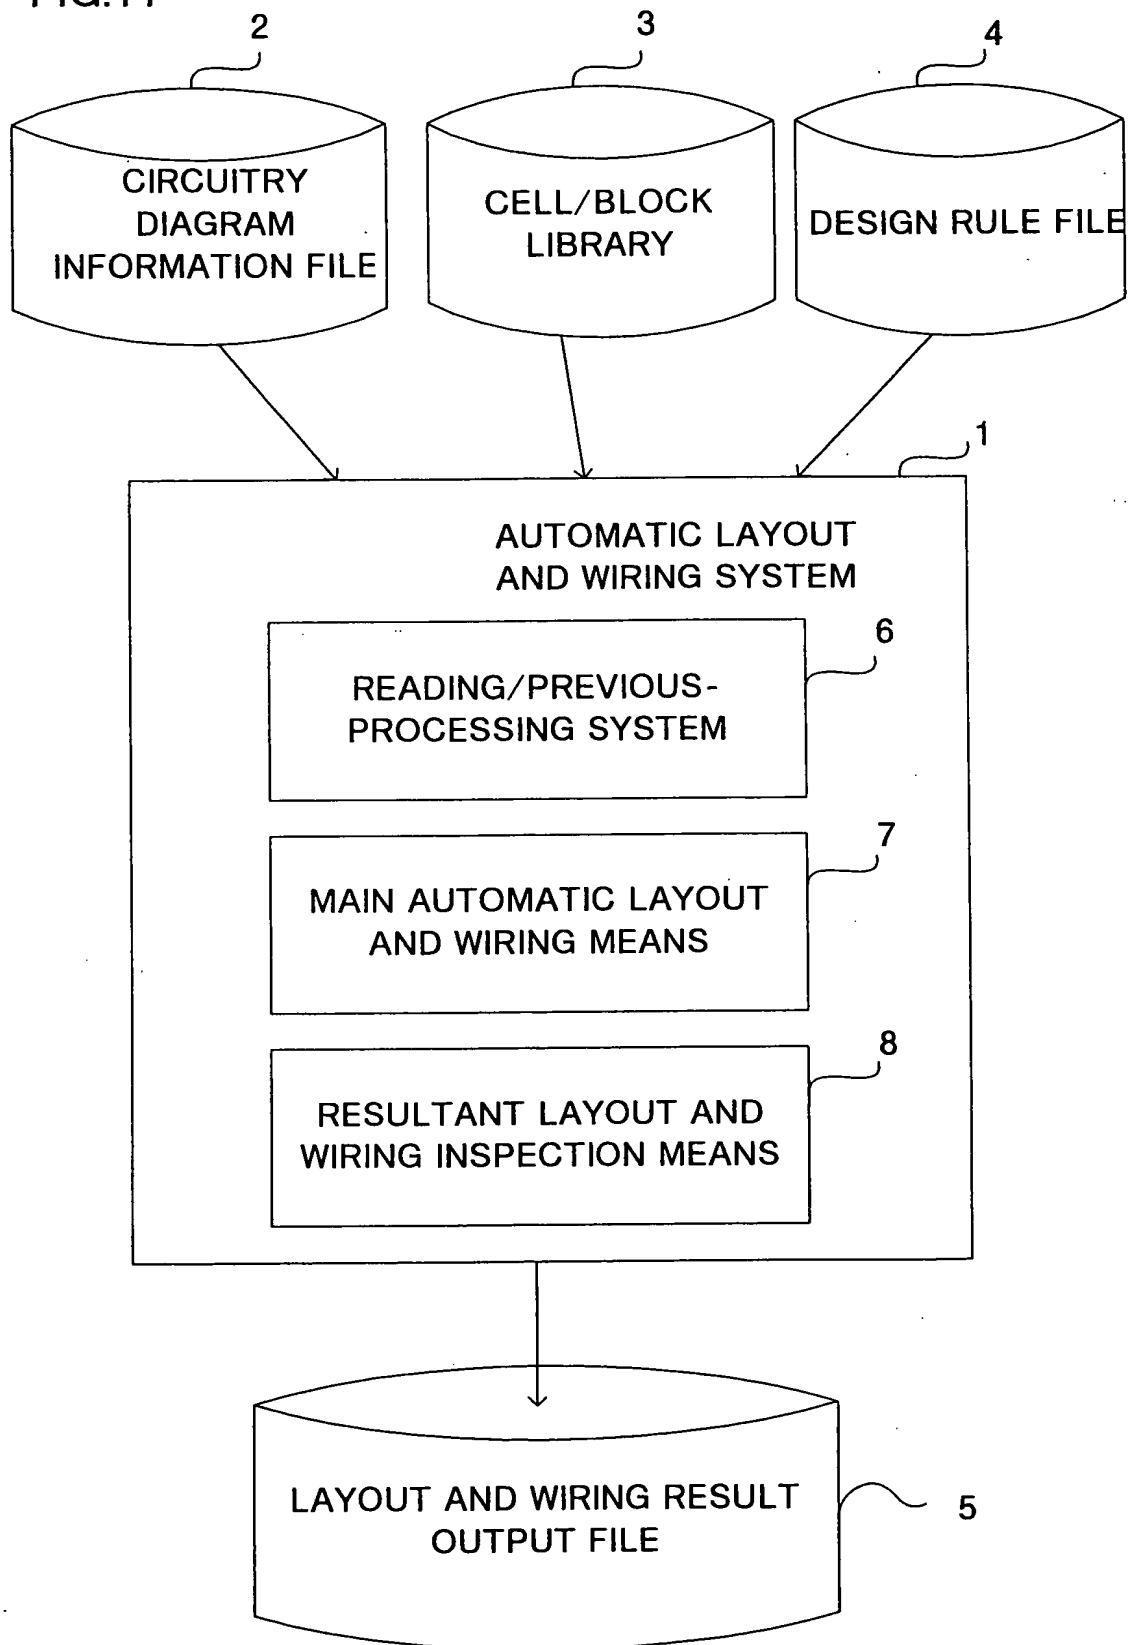 2
3
4
CIRCUITRY
DIAGRAM
INFORMATION FILE
CELL/BLOCK
LIBRARY
DESIGN RULE FILE
1
AUTOMATIC LAYOUT
AND WIRING SYSTEM
6
READING/PREVIOUS-
PROCESSING SYSTEM
7
MAIN AUTOMATIC LAYOUT
AND WIRING MEANS
8
RESULTANT LAYOUT AND
WIRING INSPECTION MEANS
LAYOUT AND WIRING RESULT
OUTPUT FILE
5